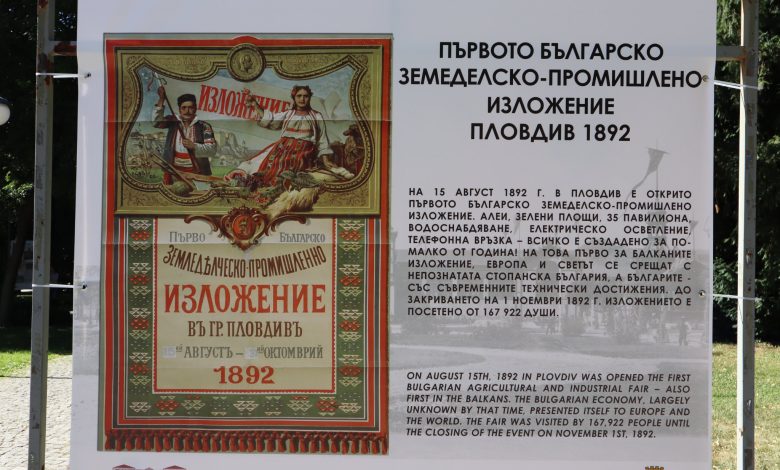 ИЗЛОЖЕНИЕ
ПЪРВО БЪЛГАРСКО
ЗЕМЛЕДѢЛЧЕСКО-ПРОМИШЛЕННО
ИЗЛОЖЕНИЕ
ВЪ ГР. ПЛОВДИВЪ
АВГУСТЪ – ОКТОМВРИЙ
1892
ПЪРВОТО БЪЛГАРСКО
ЗЕМЕДЕЛСКО-ПРОМИШЛЕНО
ИЗЛОЖЕНИЕ
ПЛОВДИВ 1892
НА 15 АВГУСТ 1892 Г. В ПЛОВДИВ Е ОТКРИТО
ПЪРВОТО БЪЛГАРСКО ЗЕМЕДЕЛСКО-ПРОМИШЛЕНО
ИЗЛОЖЕНИЕ. АЛЕИ, ЗЕЛЕНИ ПЛОЩИ, 35 ПАВИЛИОНА,
ВОДОСНАБДЯВАНЕ, ЕЛЕКТРИЧЕСКО ОСВЕТЛЕНИЕ,
ТЕЛЕФОННА ВРЪЗКА – ВСИЧКО Е СЪЗДАДЕНО ЗА ПО-
МАЛКО ОТ ГОДИНА! НА ТОВА ПЪРВО ЗА БАЛКАНИТЕ
ИЗЛОЖЕНИЕ, ЕВРОПА И СВЕТЪТ СЕ СРЕЩАТ С
НЕПОЗНАТАТА СТОПАНСКА БЪЛГАРИЯ, А БЪЛГАРИТЕ -
СЪС СЪВРЕМЕННИТЕ ТЕХНИЧЕСКИ ДОСТИЖЕНИЯ. ДО
ЗАКРИВАНЕТО НА 1 НОЕМВРИ 1892 Г. ИЗЛОЖЕНИЕТО Е
ПОСЕТЕНО ОТ 167 922 ДУШИ.
ON AUGUST 15TH, 1892 IN PLOVDIV WAS OPENED THE FIRST
BULGARIAN AGRICULTURAL AND INDUSTRIAL FAIR – ALSO
FIRST IN THE BALKANS. THE BULGARIAN ECONOMY, LARGELY
UNKNOWN BY THAT TIME, PRESENTED ITSELF TO EUROPE AND
THE WORLD. THE FAIR WAS VISITED BY 167,922 PEOPLE UNTIL
THE CLOSING OF THE EVENT ON NOVEMBER 1ST, 1892.